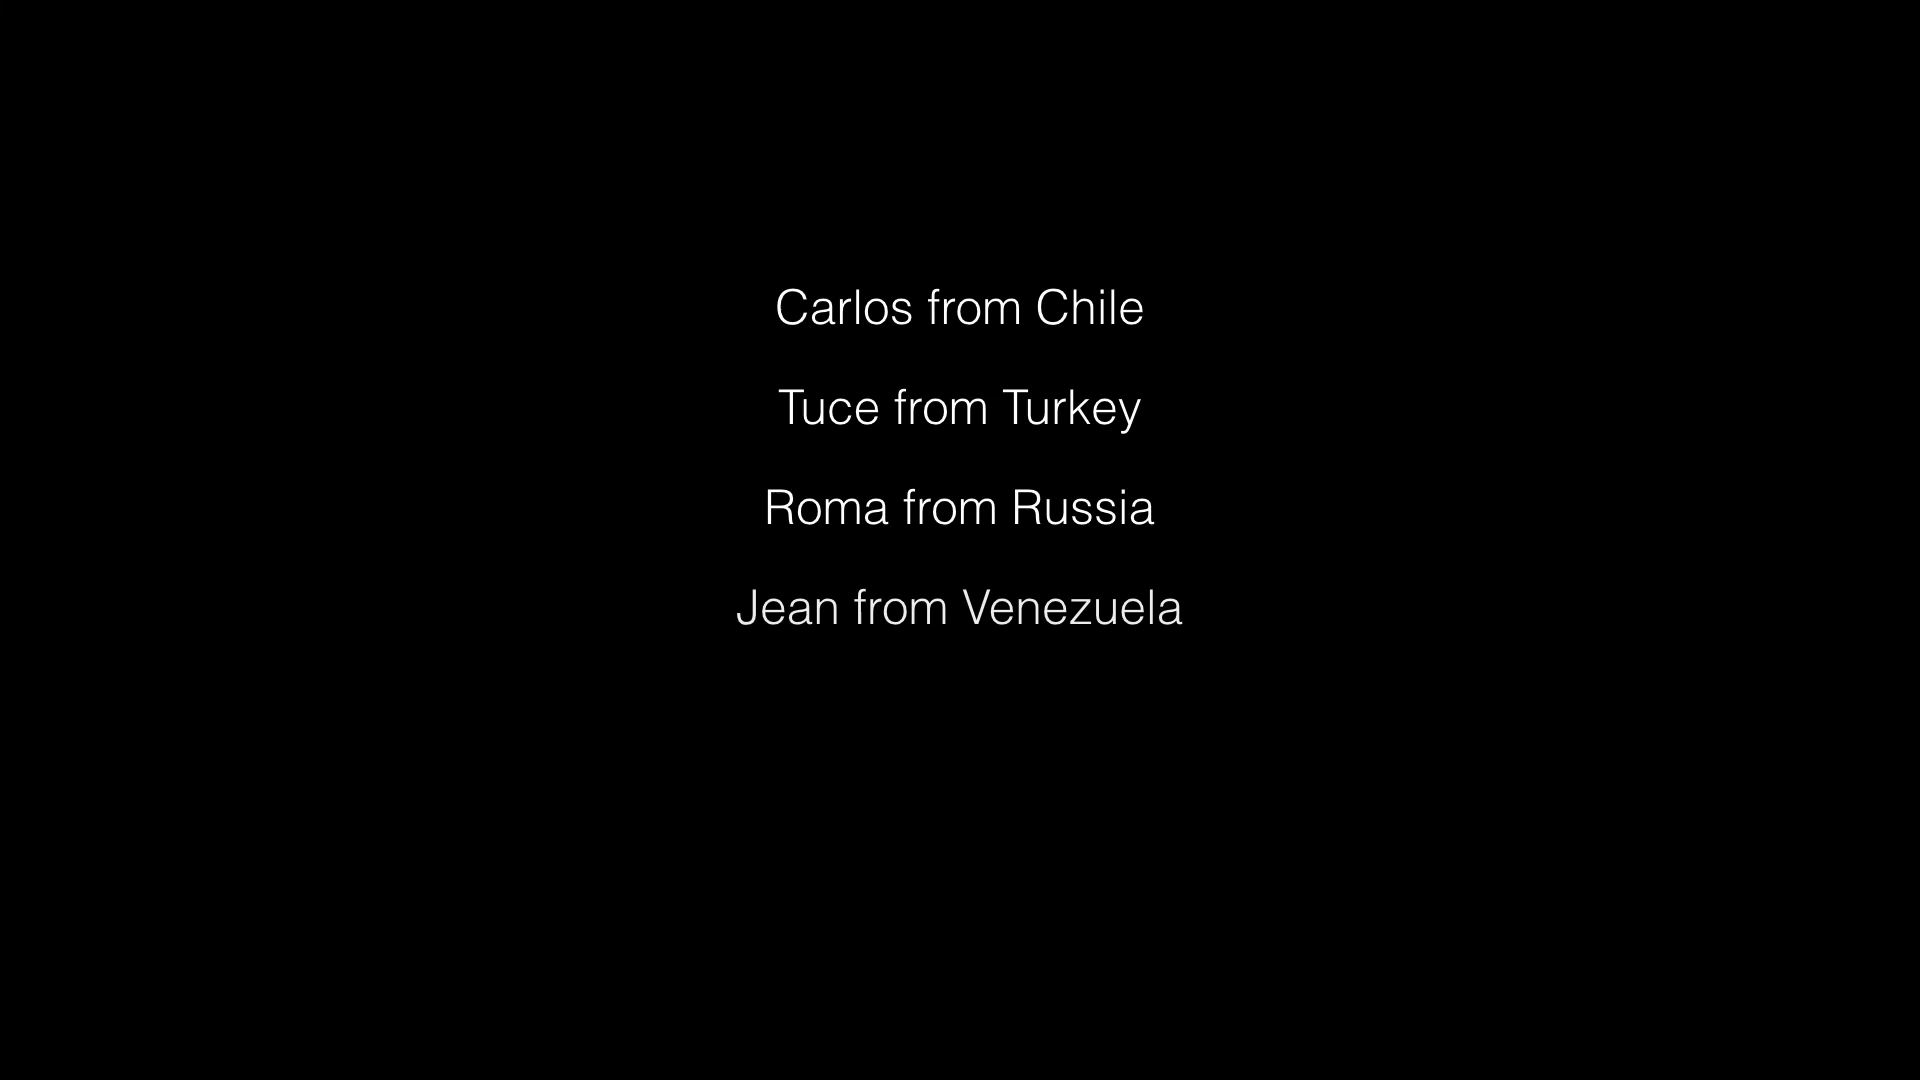 Carlos from Chile
Tuce from Turkey
Roma from Russia
Jean from Venezuela